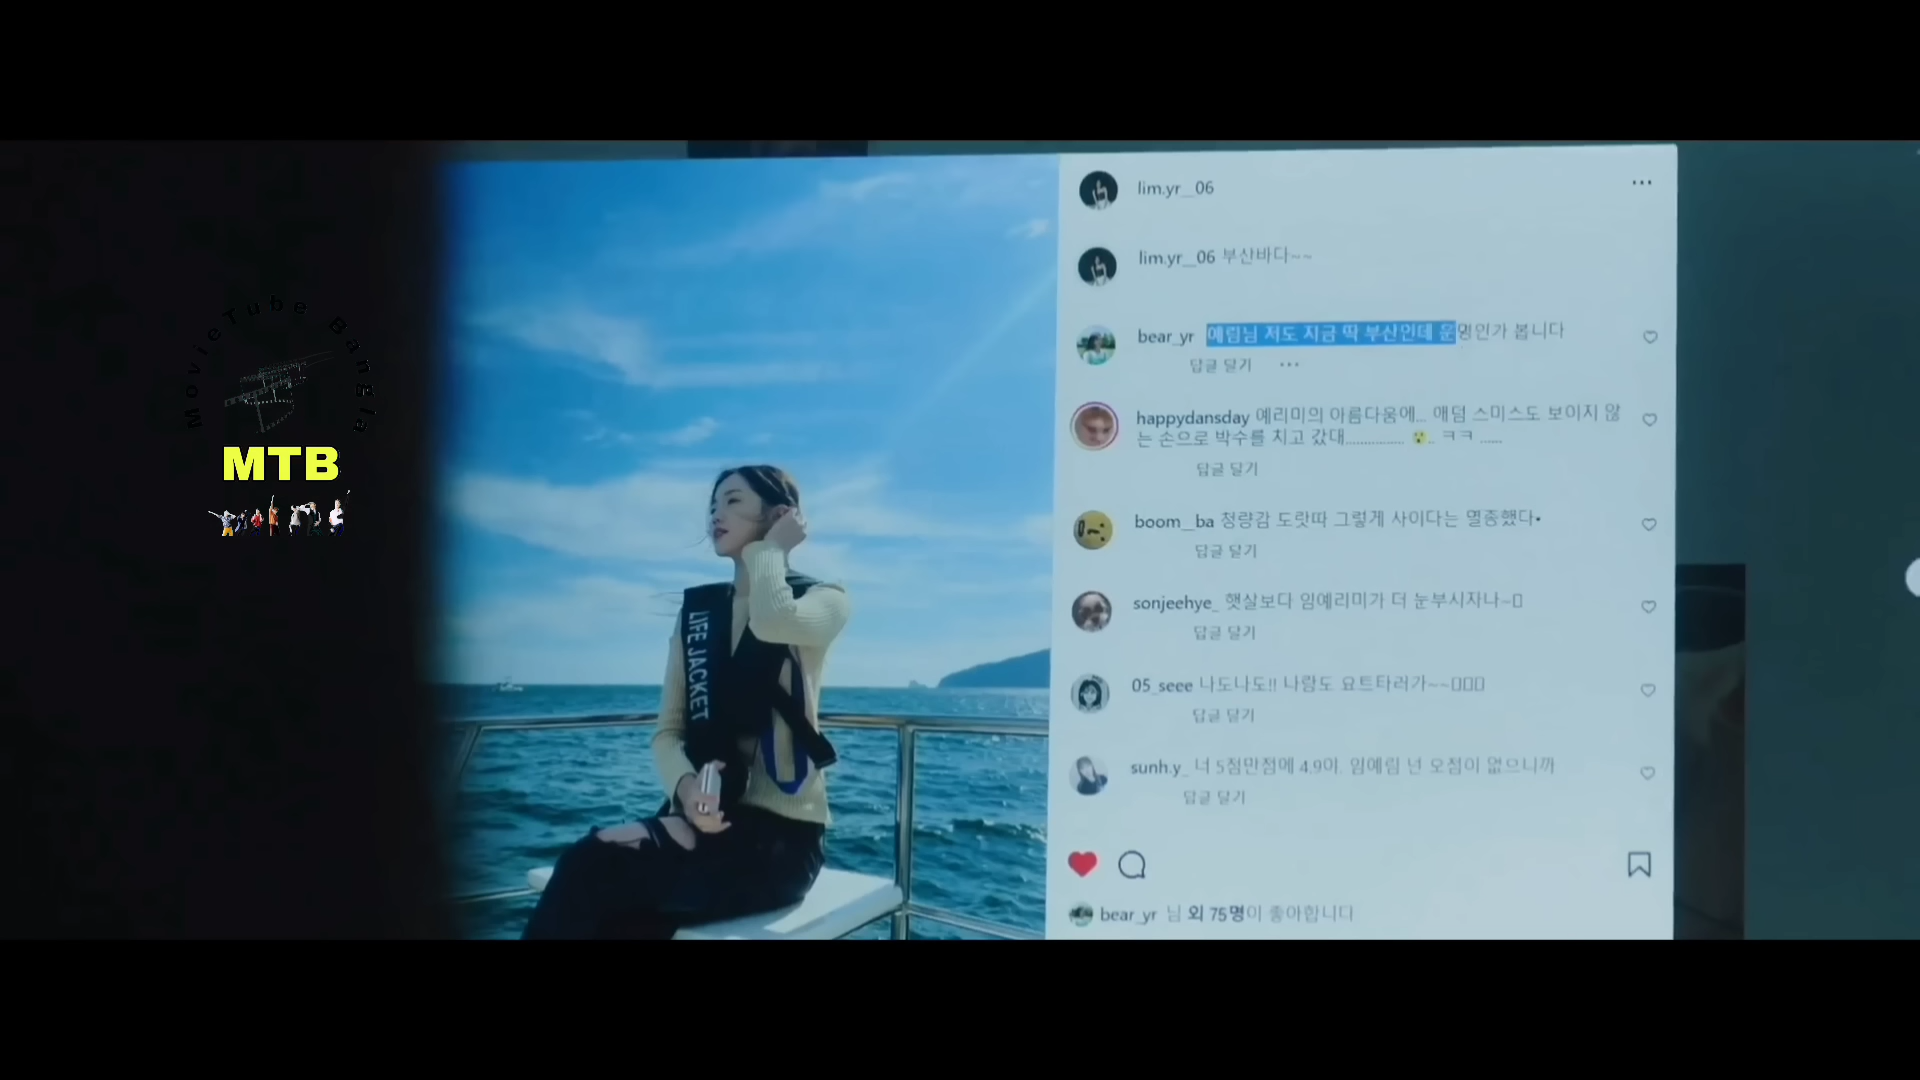 MovieTube Bangla
MTB
LIFE JACKET
lim.yr__06
lim.yr__06 부산바다~~
bear_yr 예림님 저도 지금 딱 부산인데 운명인가 봅니다
답글 달기
happydansday 예리미의 아름다움에... 애덤 스미스도 보이지 않
는 손으로 박수를 치고 갔대............... .. ㅋㅋ ......
답글 달기
boom__ba 청량감 도랏따 그렇게 사이다는 멸종했다
답글 달기
sonjeehye_ 햇살보다 임예리미가 더 눈부시자나~
답글 달기
05_seee 나도나도!! 나랑도 요트타러가~~
답글 달기
sunh.y_ 너 5점만점에 4.9야. 임예림 넌 오점이 없으니까
답글 달기
bear_yr 님 외 75명이 좋아합니다